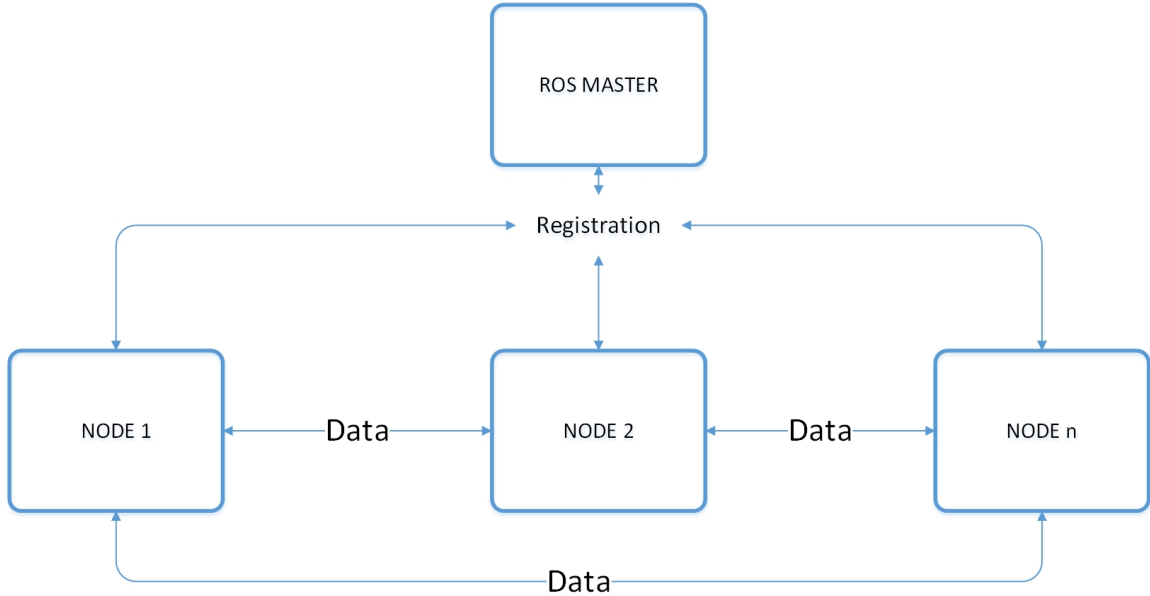 ROS MASTER
Registration
NODE 1
Data
NODE 2
Data
NODE n
Data